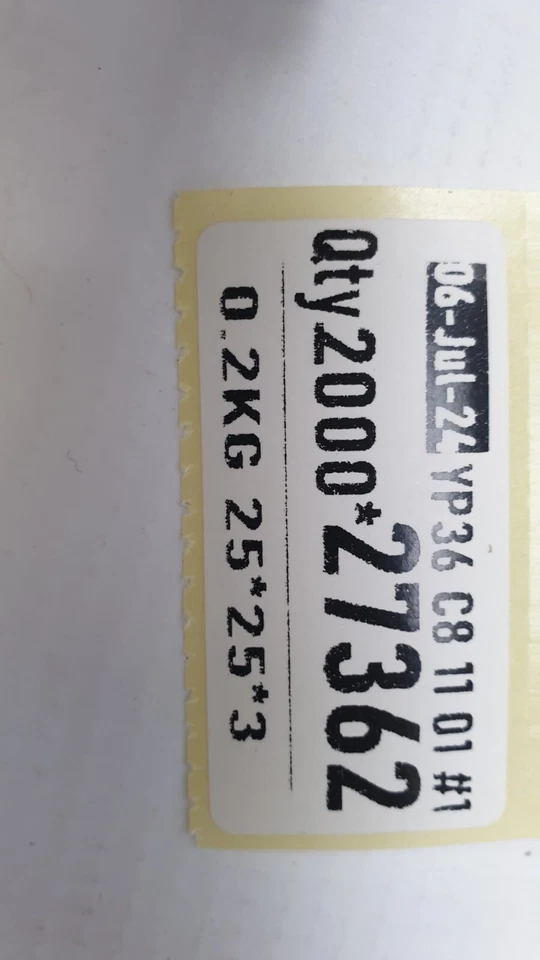 06-Jul-24 YP36 C8 11 01 #1
Qty2000*27362
0.2KG 25*25*3